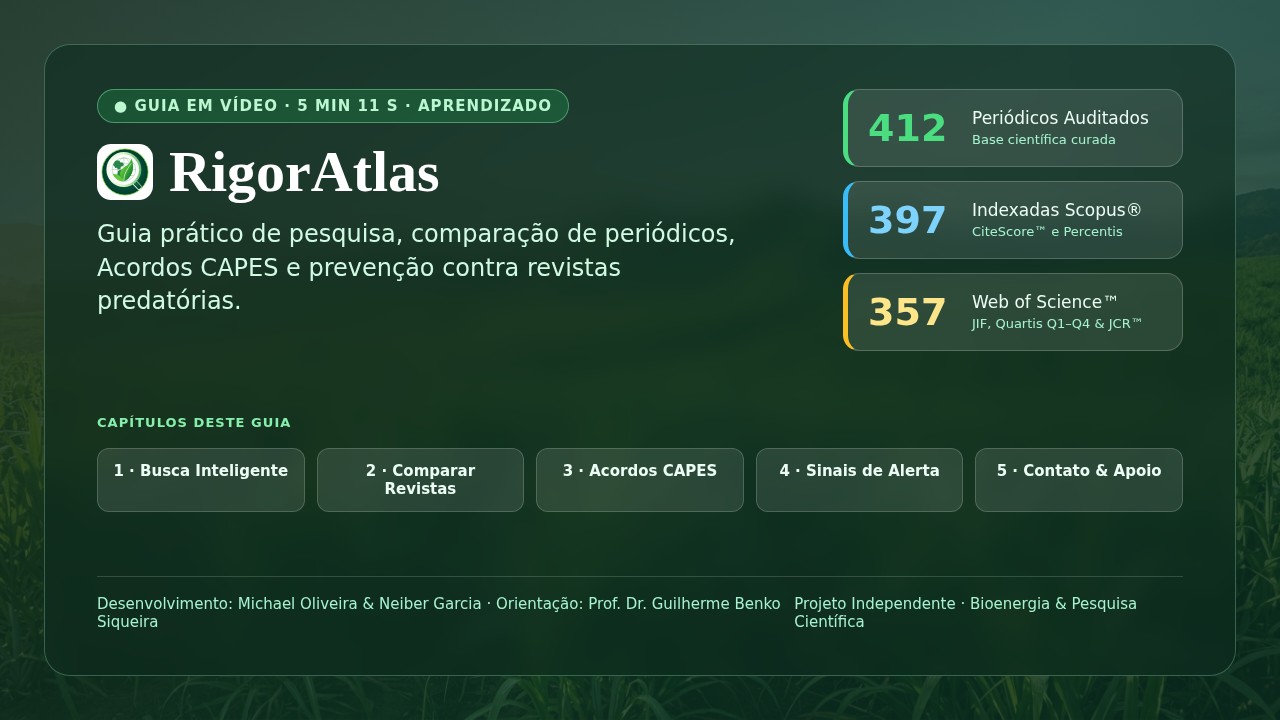 ● GUIA EM VÍDEO · 5 MIN 11 S · APRENDIZADO
RigorAtlas
Guia prático de pesquisa, comparação de periódicos,
Acordos CAPES e prevenção contra revistas
predatórias.
412
Periódicos Auditados
Base científica curada
397
Indexadas Scopus®
CiteScore™ e Percentis
357
Web of Science™
JIF, Quartis Q1–Q4 & JCR™
CAPÍTULOS DESTE GUIA
1 · Busca Inteligente
2 · Comparar
Revistas
3 · Acordos CAPES
4 · Sinais de Alerta
5 · Contato & Apoio
Desenvolvimento: Michael Oliveira & Neiber Garcia · Orientação: Prof. Dr. Guilherme Benko
Siqueira
Projeto Independente · Bioenergia & Pesquisa
Científica